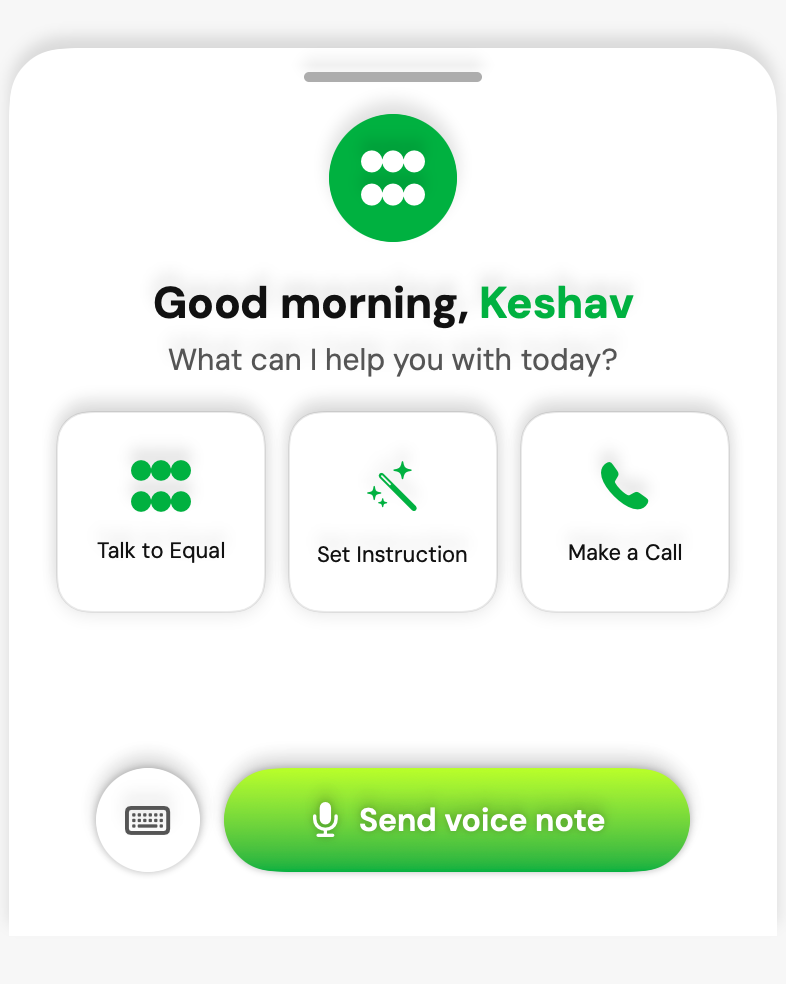 Good morning, Keshav
What can I help you with today?
Talk to Equal
Set Instruction
Make a Call
Send voice note